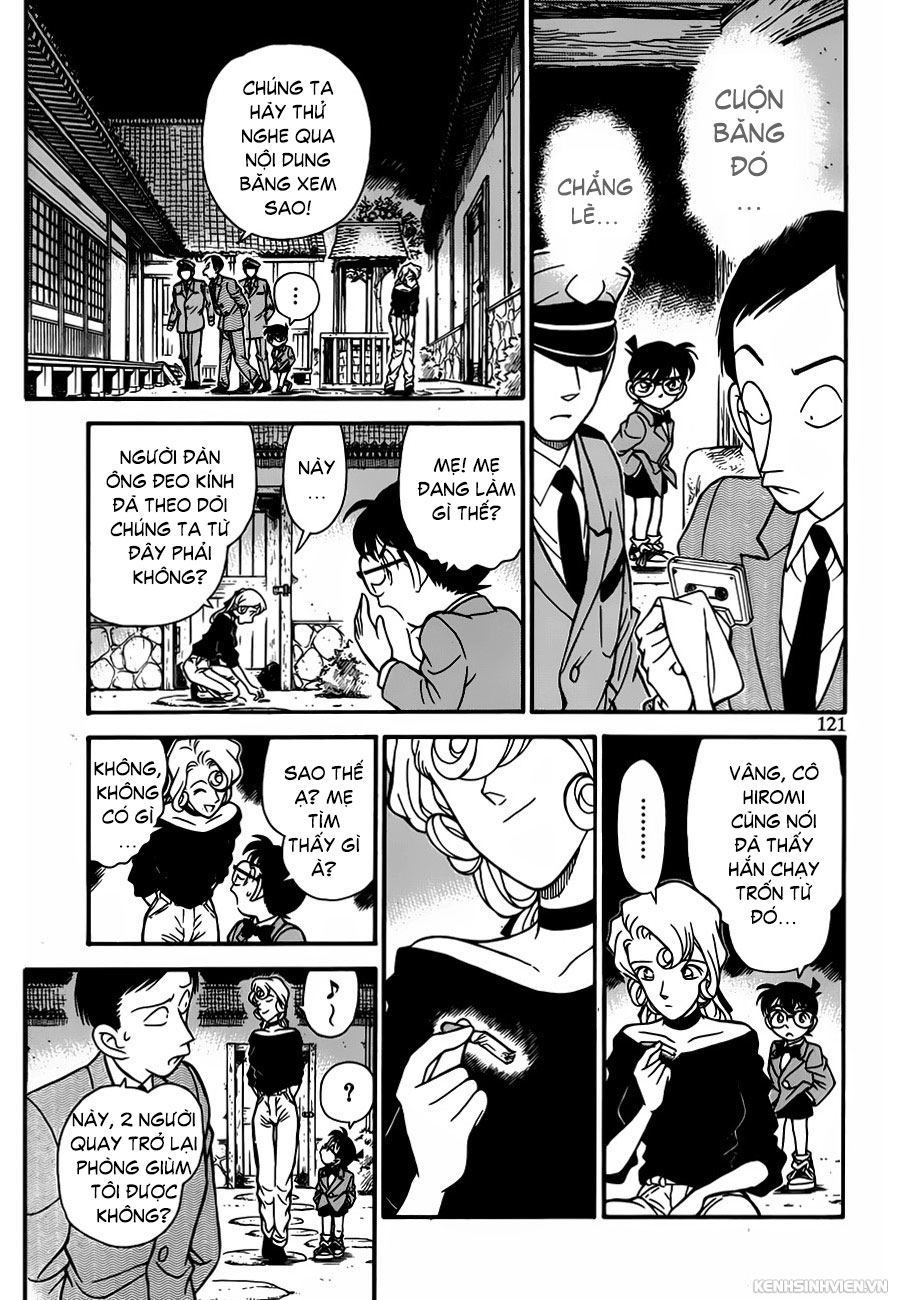 CUỘN
BĂNG
ĐÓ
...
CHẲNG
LẼ...
CHÚNG TA
HÃY THỬ
NGHE QUA
NỘI DUNG
BĂNG XEM
SAO!
...
MẸ! MẸ
ĐANG LÀM
GÌ THẾ?
NÀY
...
NGƯỜI ĐÀN
ÔNG ĐEO KÍNH
ĐÃ THEO DÕI
CHÚNG TA TỪ
ĐÂY PHẢI
KHÔNG?
121
VÂNG, CÔ
HIROMI
CŨNG NÓI
ĐÃ THẤY
HẮN CHẠY
TRỐN TỪ
ĐÓ...
.........
SAO THẾ
Ạ? MẸ
TÌM
THẤY GÌ
À?
KHÔNG,
KHÔNG
CÓ GÌ
...
♪
~
?
NÀY, 2 NGƯỜI
QUAY TRỞ LẠI
PHÒNG GIÙM
TÔI ĐƯỢC
KHÔNG?
KENHSINHVIEN.VN